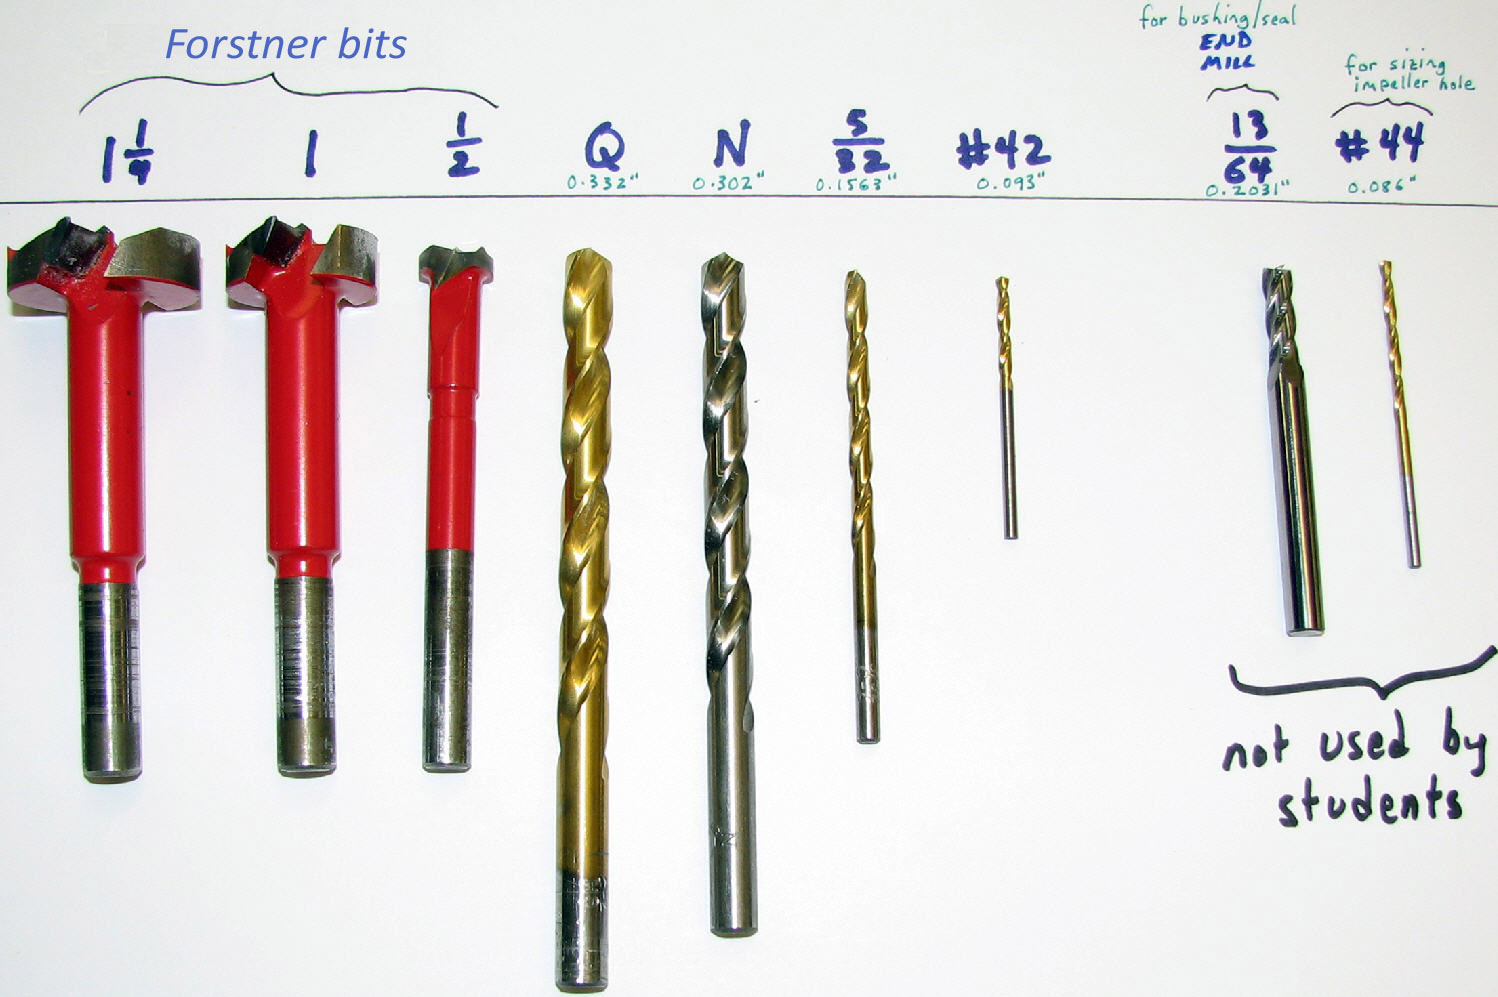 for bushing/seal
END
MILL
Forstner bits
for sizing
impeller hole
1 1/4 1 1/2 Q N 5/32 #42 13/64 #44
0.332" 0.302" 0.1563" 0.093" 0.2031" 0.086"
N
not used by
students